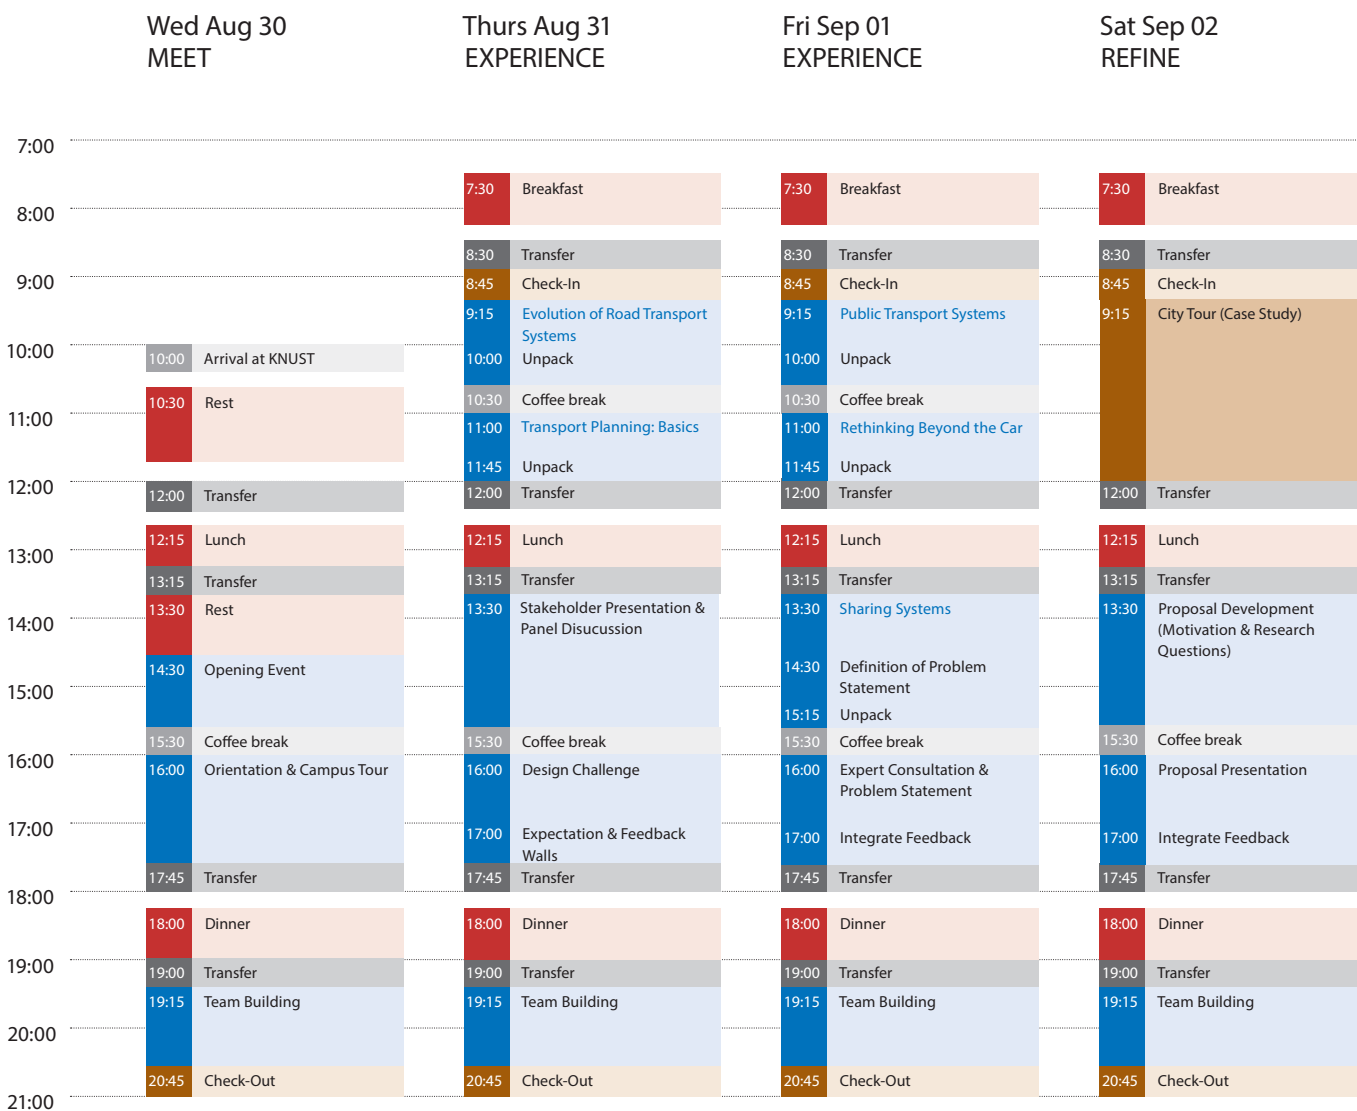 Wed Aug 30
MEET
Thurs Aug 31
EXPERIENCE
Fri Sep 01
EXPERIENCE
Sat Sep 02
REFINE
7:00
8:00
9:00
10:00
11:00
12:00
13:00
14:00
15:00
16:00
17:00
18:00
19:00
20:00
21:00
10:00 Arrival at KNUST
10:30 Rest
12:00 Transfer
12:15 Lunch
13:15 Transfer
13:30 Rest
14:30 Opening Event
15:30 Coffee break
16:00 Orientation & Campus Tour
17:45 Transfer
18:00 Dinner
19:00 Transfer
19:15 Team Building
20:45 Check-Out
7:30 Breakfast
8:30 Transfer
8:45 Check-In
9:15 Evolution of Road Transport
Systems
10:00 Unpack
10:30 Coffee break
11:00 Transport Planning: Basics
11:45 Unpack
12:00 Transfer
12:15 Lunch
13:15 Transfer
13:30 Stakeholder Presentation &
Panel Disucussion
15:30 Coffee break
16:00 Design Challenge
17:00 Expectation & Feedback
Walls
17:45 Transfer
18:00 Dinner
19:00 Transfer
19:15 Team Building
20:45 Check-Out
7:30 Breakfast
8:30 Transfer
8:45 Check-In
9:15 Public Transport Systems
10:00 Unpack
10:30 Coffee break
11:00 Rethinking Beyond the Car
11:45 Unpack
12:00 Transfer
12:15 Lunch
13:15 Transfer
13:30 Sharing Systems
14:30 Definition of Problem
Statement
15:15 Unpack
15:30 Coffee break
16:00 Expert Consultation &
Problem Statement
17:00 Integrate Feedback
17:45 Transfer
18:00 Dinner
19:00 Transfer
19:15 Team Building
20:45 Check-Out
7:30 Breakfast
8:30 Transfer
8:45 Check-In
9:15 City Tour (Case Study)
12:00 Transfer
12:15 Lunch
13:15 Transfer
13:30 Proposal Development
(Motivation & Research
Questions)
15:30 Coffee break
16:00 Proposal Presentation
17:00 Integrate Feedback
17:45 Transfer
18:00 Dinner
19:00 Transfer
19:15 Team Building
20:45 Check-Out